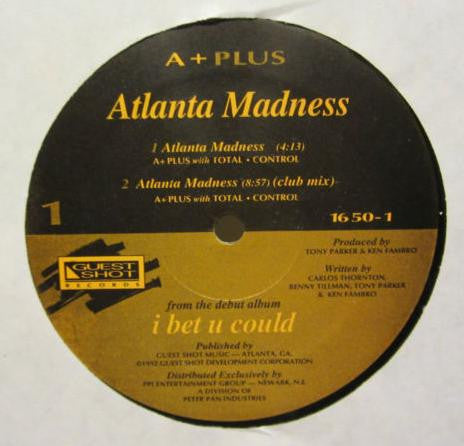 A+PLUS
Atlanta Madness
1 Atlanta Madness (4:13)
A+PLUS with TOTAL • CONTROL
2 Atlanta Madness (8:57) (club mix)
A+PLUS with TOTAL • CONTROL
1
16 50-1
Produced by
TONY PARKER & KEN FAMBRO
GUEST
SHOT
RECORDS
Written by
CARLOS THORNTON,
BENNY TILLMAN, TONY PARKER
& KEN FAMBRO
from the debut album
i bet u could
Published by
GUEST SHOT MUSIC — ATLANTA, GA.
©1992 GUEST SHOT DEVELOPMENT CORPORATION
Distributed Exclusively by
PPI ENTERTAINMENT GROUP — NEWARK, N.J.
A DIVISION OF
PETER PAN INDUSTRIES